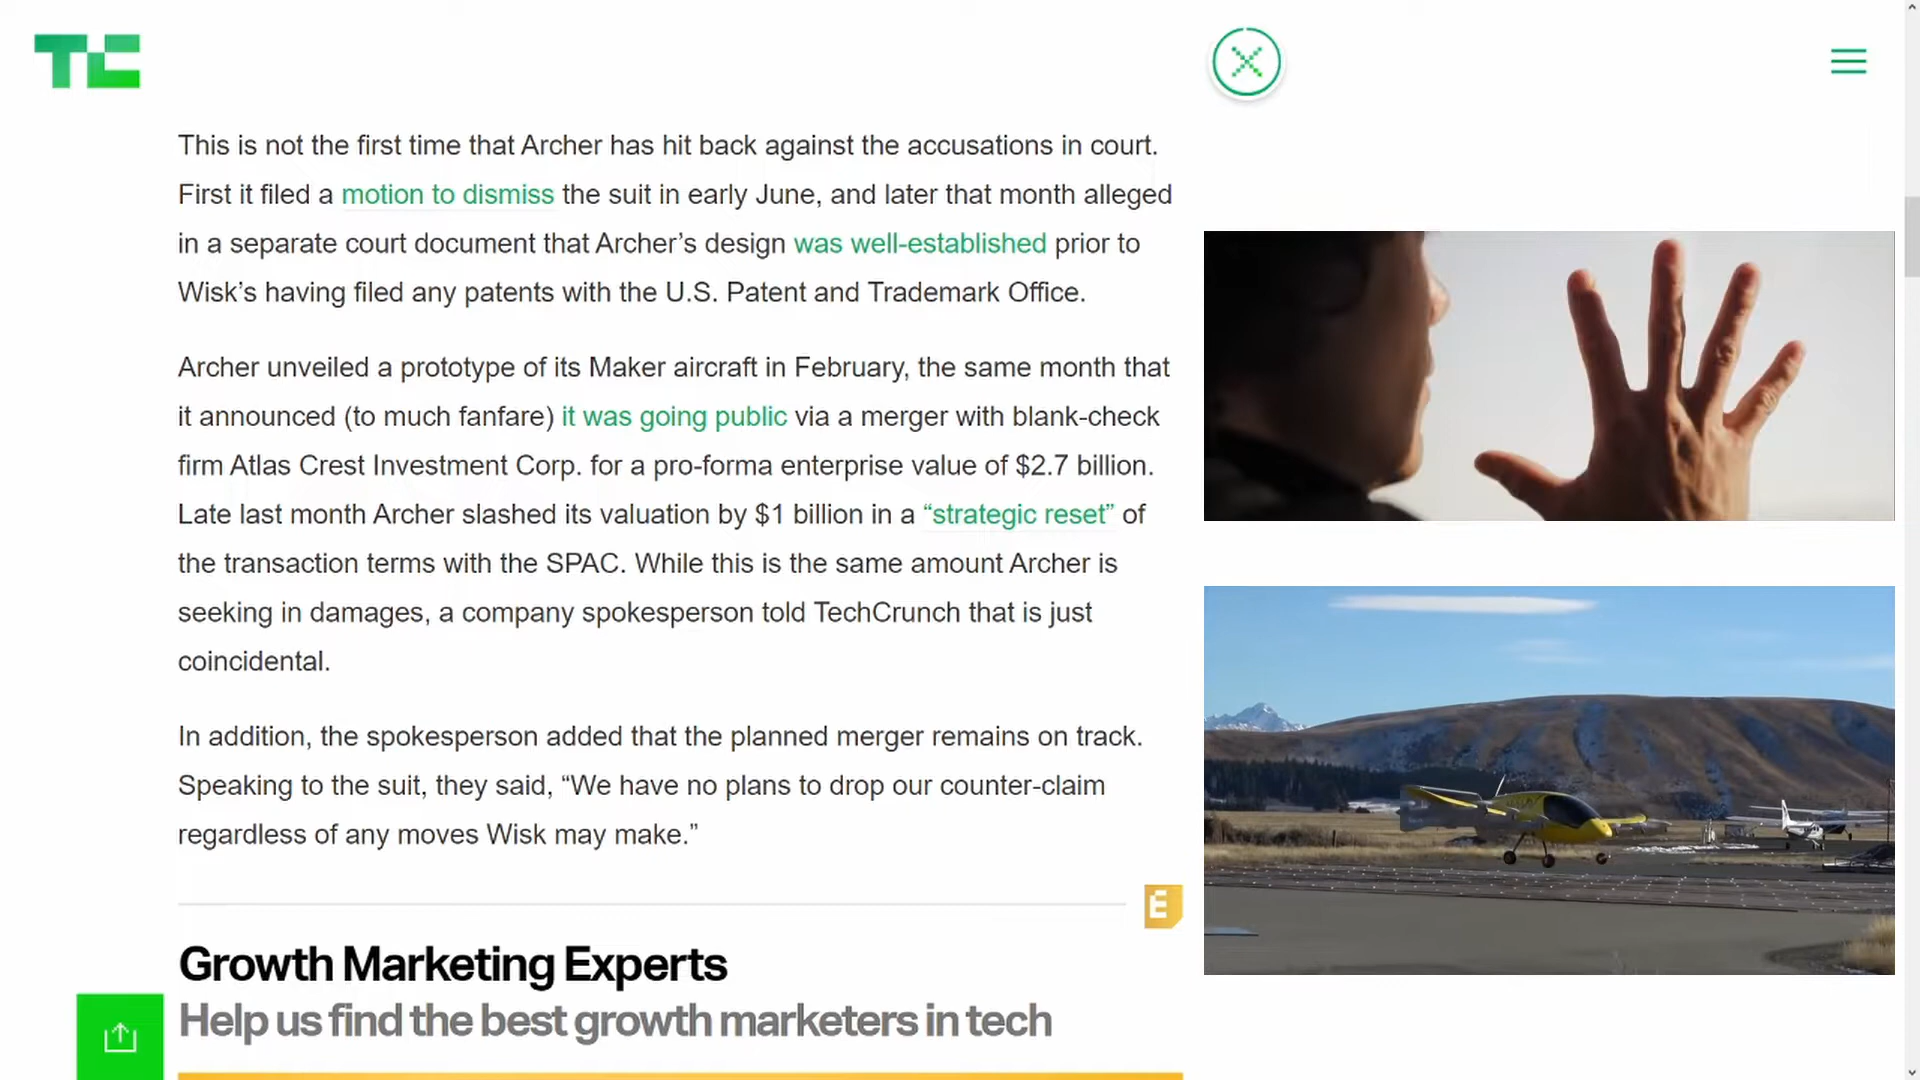 TC
This is not the first time that Archer has hit back against the accusations in court.
First it filed a motion to dismiss the suit in early June, and later that month alleged
in a separate court document that Archer’s design was well-established prior to
Wisk’s having filed any patents with the U.S. Patent and Trademark Office.
Archer unveiled a prototype of its Maker aircraft in February, the same month that
it announced (to much fanfare) it was going public via a merger with blank-check
firm Atlas Crest Investment Corp. for a pro-forma enterprise value of $2.7 billion.
Late last month Archer slashed its valuation by $1 billion in a “strategic reset” of
the transaction terms with the SPAC. While this is the same amount Archer is
seeking in damages, a company spokesperson told TechCrunch that is just
coincidental.
In addition, the spokesperson added that the planned merger remains on track.
Speaking to the suit, they said, “We have no plans to drop our counter-claim
regardless of any moves Wisk may make.”
E
Growth Marketing Experts
Help us find the best growth marketers in tech